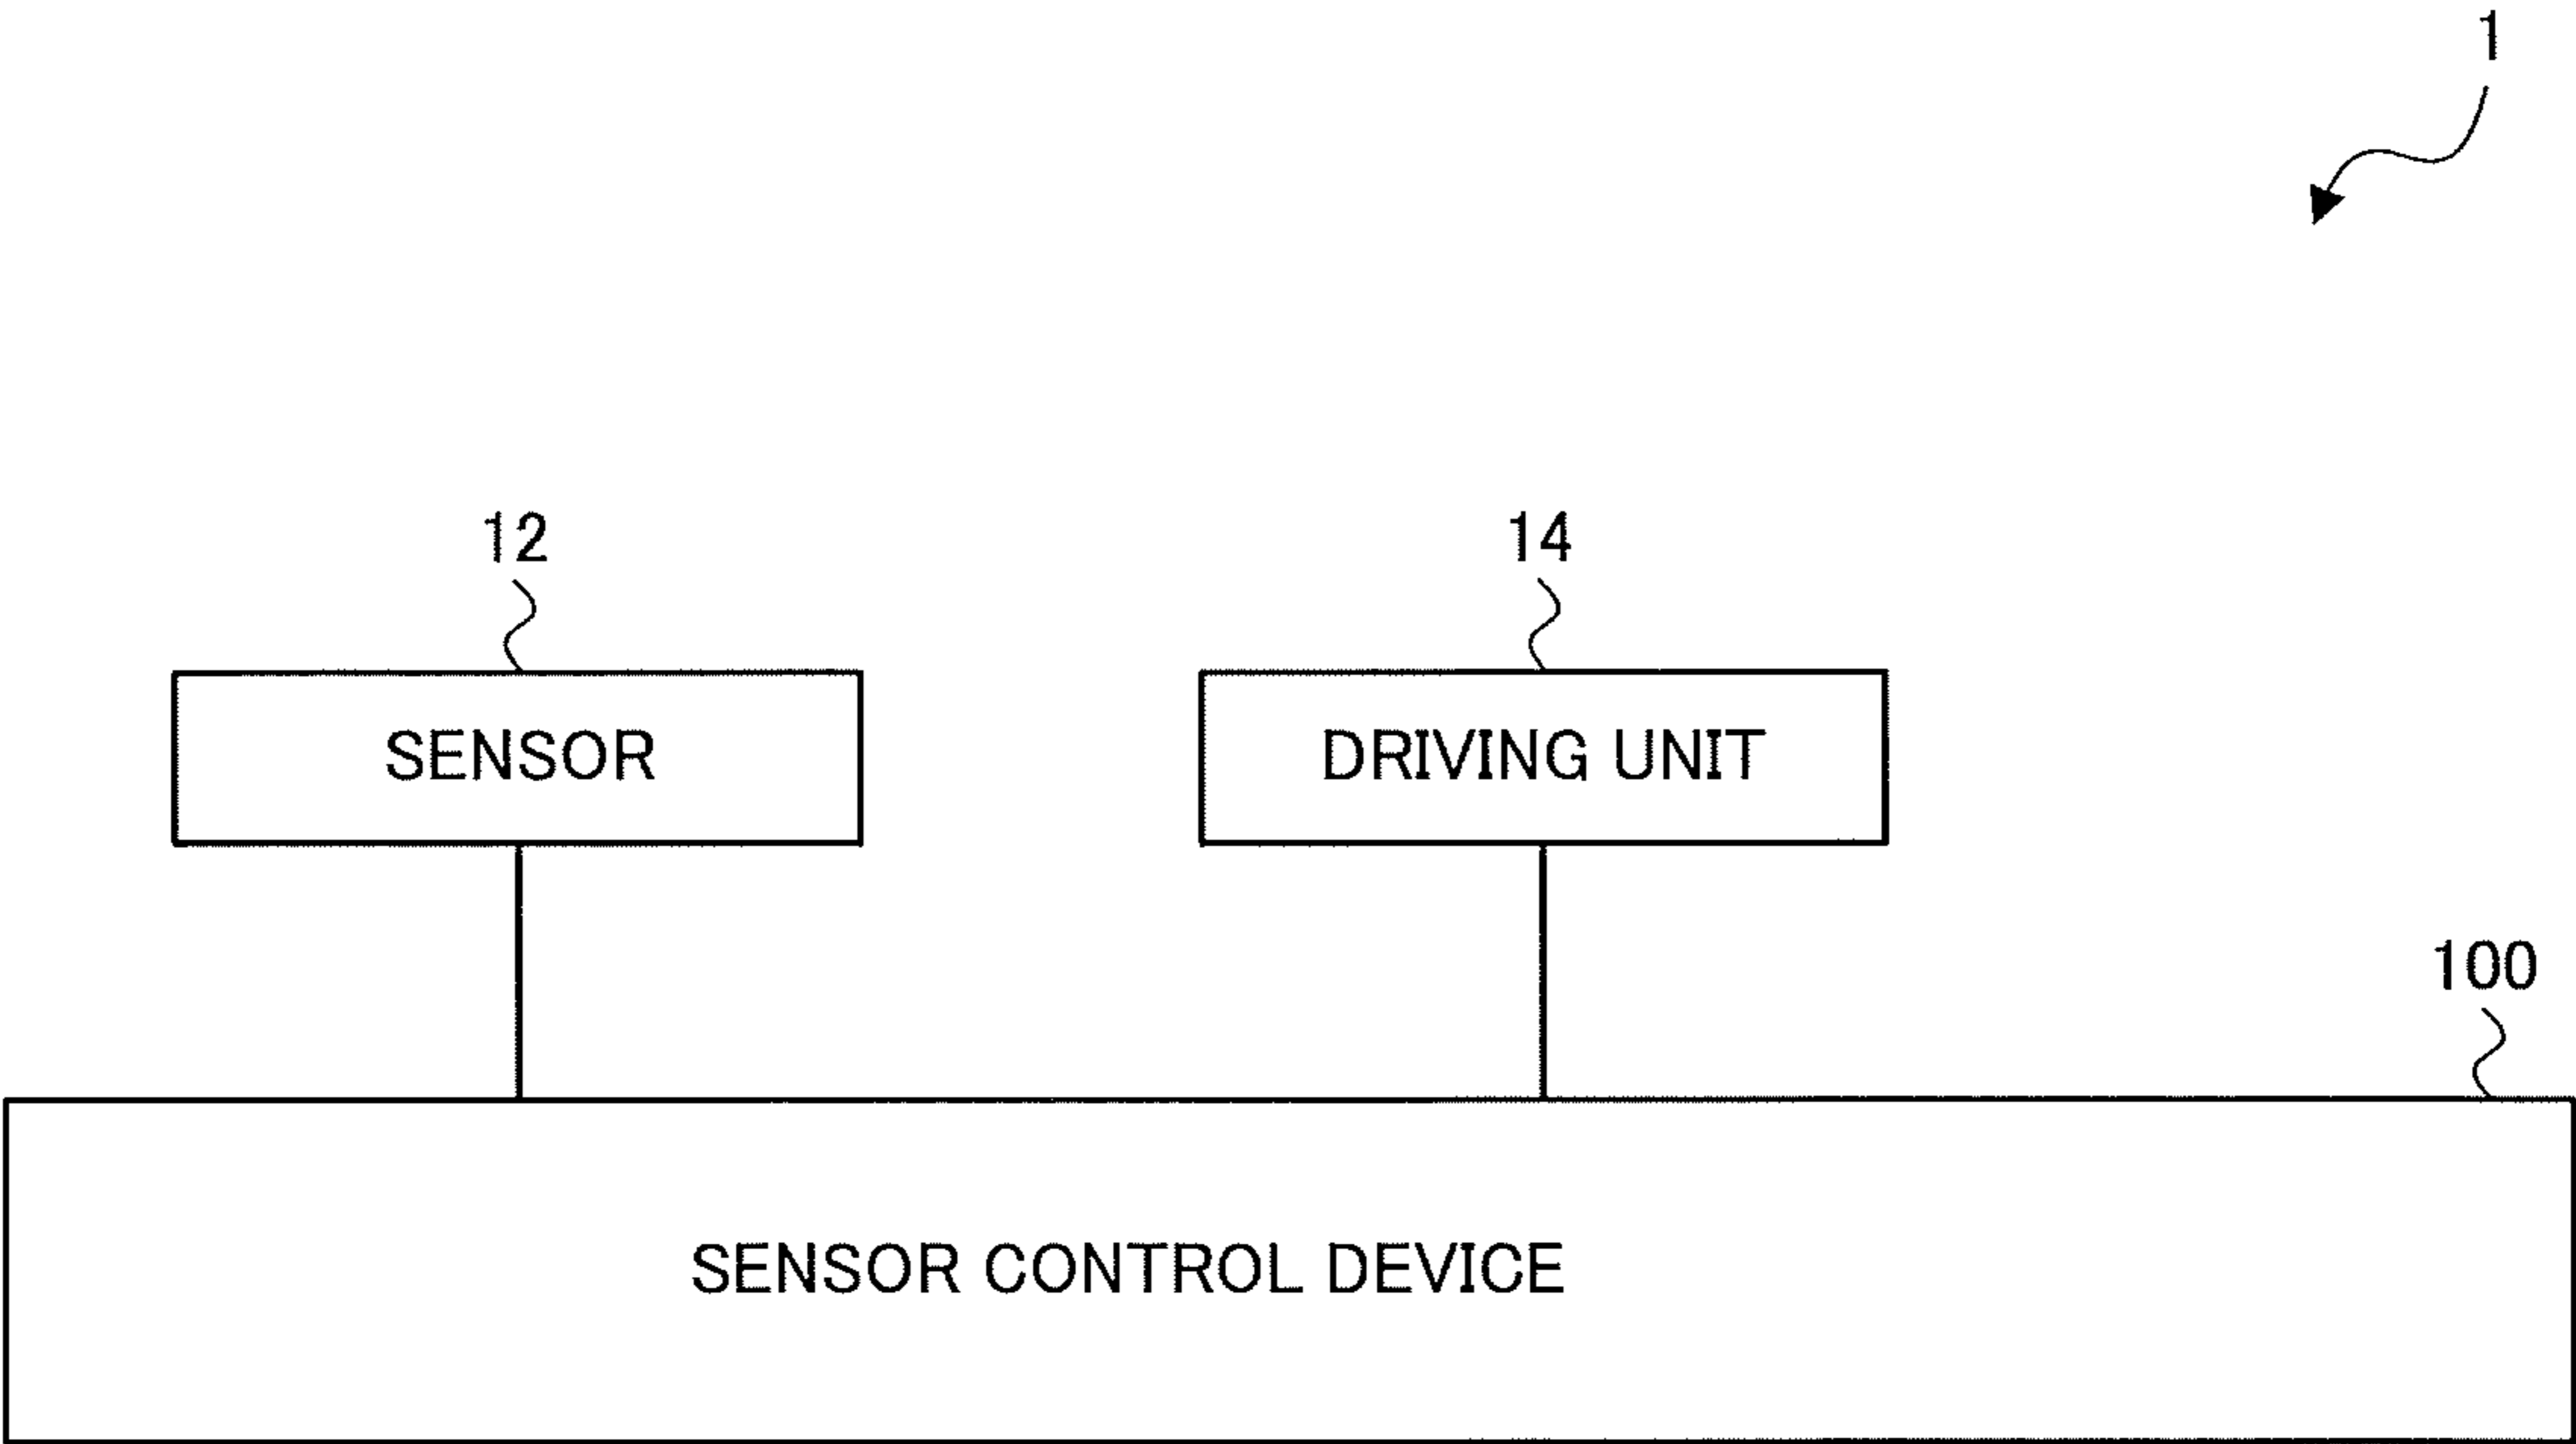 1
12
14
SENSOR
DRIVING UNIT
100
SENSOR CONTROL DEVICE